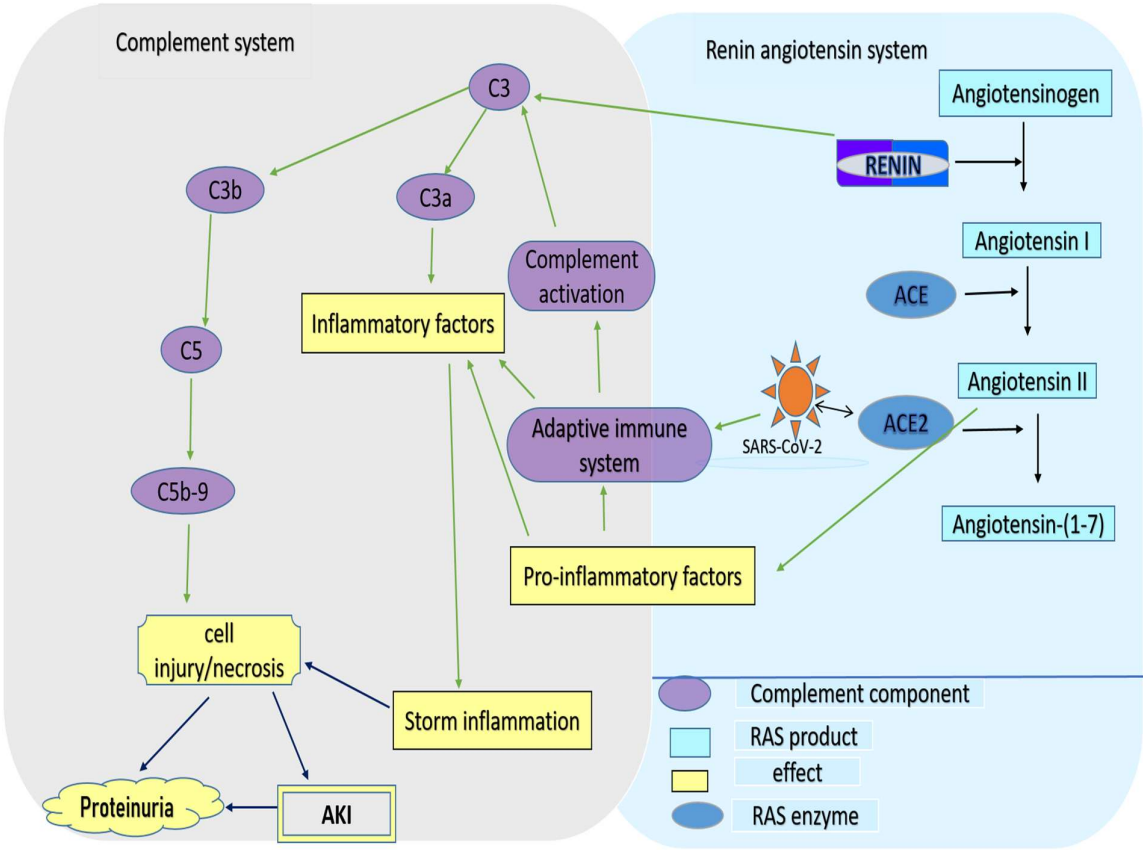 Complement system
Renin angiotensin system
C3
Angiotensinogen
RENIN
C3b
C3a
Angiotensin I
Complement
activation
ACE
Inflammatory factors
C5
Angiotensin II
Adaptive immune
system
SARS-CoV-2
ACE2
C5b-9
Angiotensin-(1-7)
Pro-inflammatory factors
cell
injury/necrosis
Storm inflammation
Proteinuria
AKI
Complement component
RAS product
effect
RAS enzyme